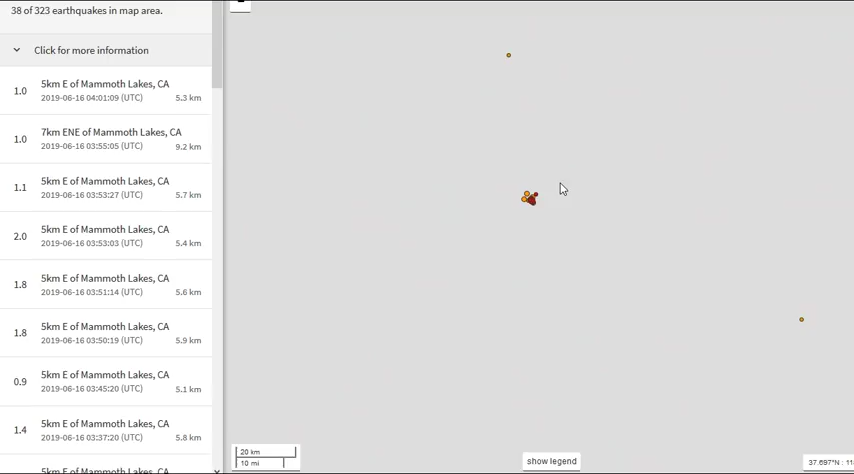 38 of 323 earthquakes in map area.
Click for more information
1.0
5km E of Mammoth Lakes, CA
2019-06-16 04:01:09 (UTC)
5.3 km
1.0
7km ENE of Mammoth Lakes, CA
2019-06-16 03:55:05 (UTC)
9.2 km
1.1
5km E of Mammoth Lakes, CA
2019-06-16 03:53:27 (UTC)
5.7 km
2.0
5km E of Mammoth Lakes, CA
2019-06-16 03:53:03 (UTC)
5.4 km
1.8
5km E of Mammoth Lakes, CA
2019-06-16 03:51:14 (UTC)
5.6 km
1.8
5km E of Mammoth Lakes, CA
2019-06-16 03:50:19 (UTC)
5.9 km
0.9
5km E of Mammoth Lakes, CA
2019-06-16 03:45:20 (UTC)
5.1 km
1.4
5km E of Mammoth Lakes, CA
2019-06-16 03:37:20 (UTC)
5.8 km
5km E of Mammoth Lakes, CA
20 km
10 mi
show legend
37.697°N : 11